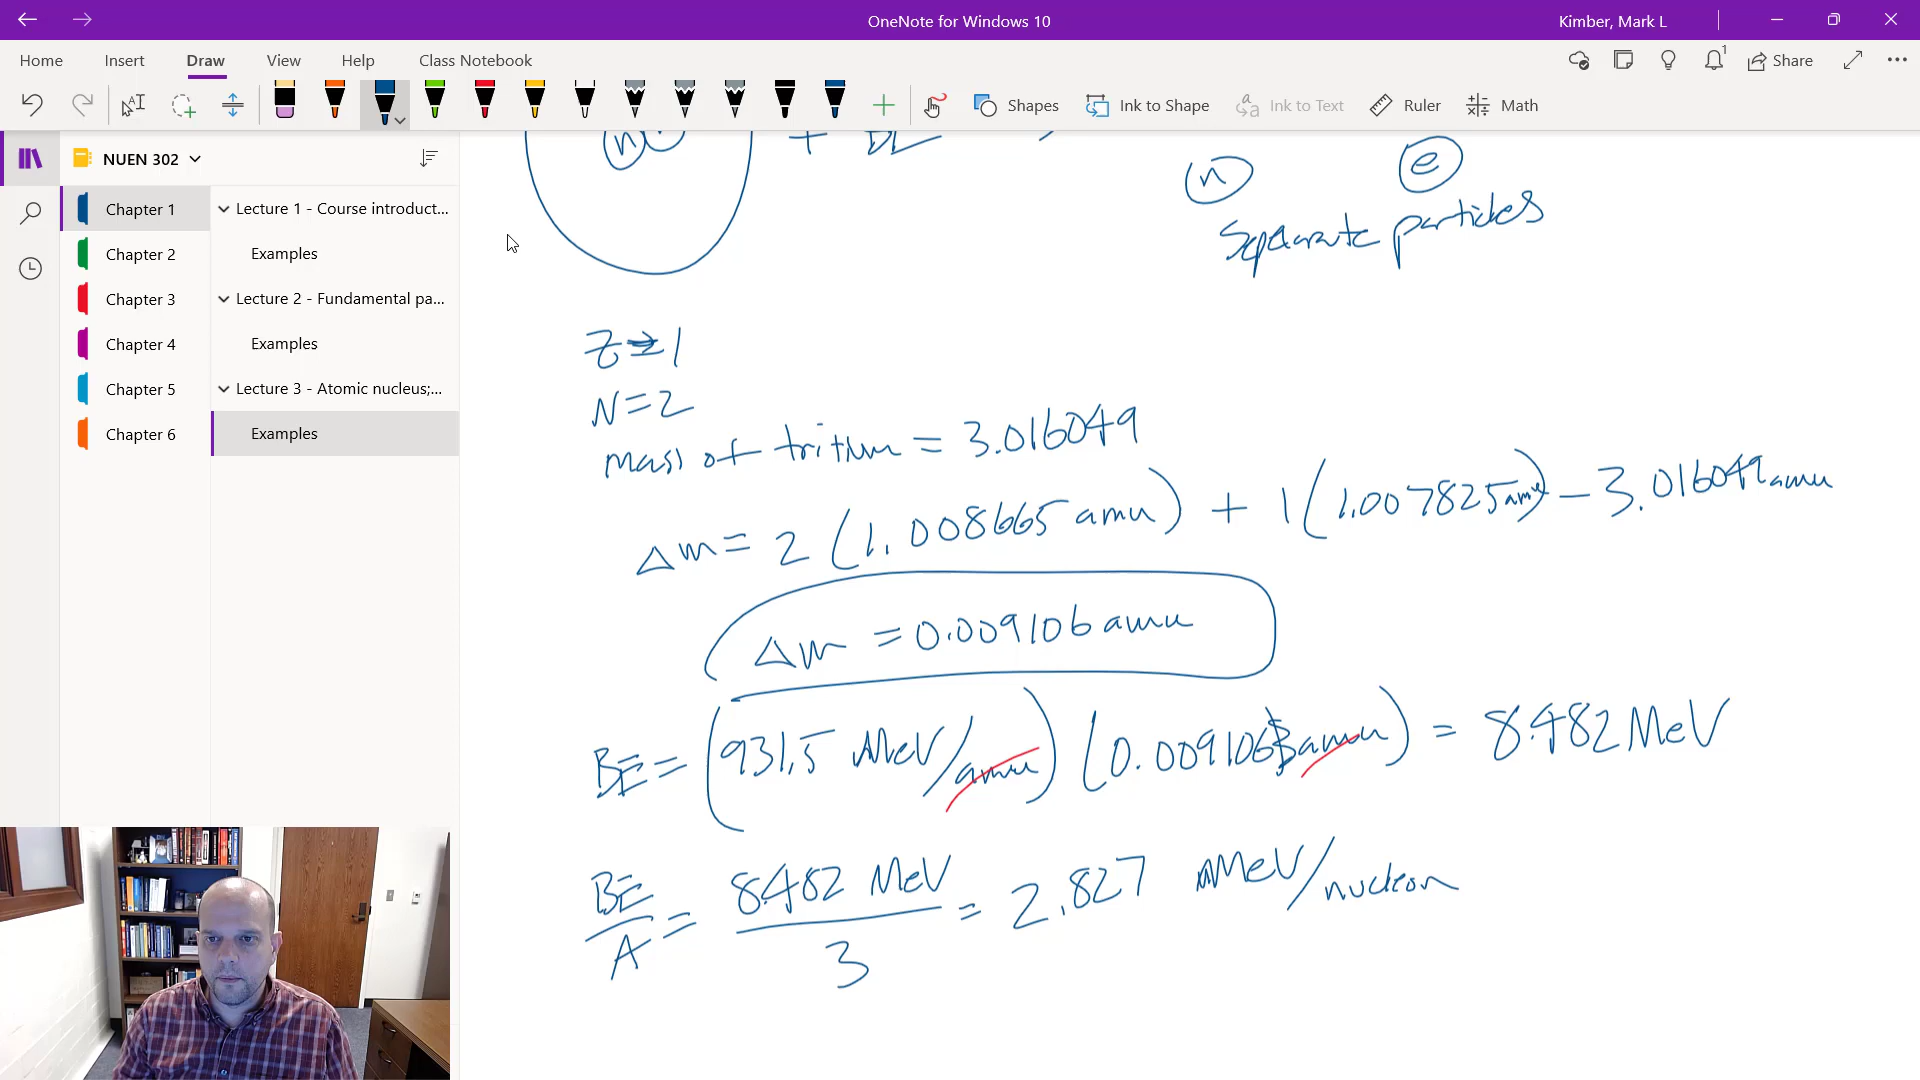 OneNote for Windows 10
Kimber, Mark L
Home Insert Draw View Help Class Notebook
1
Share
Shapes Ink to Shape Ink to Text Ruler Math
NUEN 302
Chapter 1
Chapter 2
Chapter 3
Chapter 4
Chapter 5
Chapter 6
Lecture 1 - Course introduct...
Examples
Lecture 2 - Fundamental pa...
Examples
Lecture 3 - Atomic nucleus;...
Examples
n + BE
n e
Separate particles
Z = 1
N = 2
mass of tritium = 3.016049
Δm = 2 (1.008665 amu) + 1 (1.007825 amu) - 3.016049 amu
Δm = 0.009106 amu
BE = (931.5 MeV/amu) (0.009106 amu) = 8.482 MeV
BE/A = 8.482 MeV/3 = 2.827 MeV/nucleon